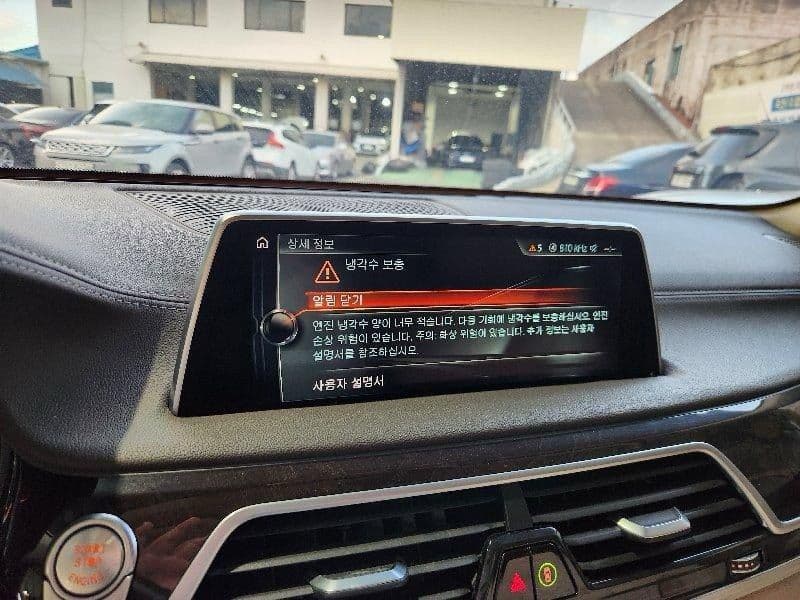 상세 정보
5 810 kHz --:--
냉각수 보충
알림 닫기
엔진 냉각수 양이 너무 적습니다. 다음 기회에 냉각수를 보충하십시오. 엔진
손상 위험이 있습니다. 주의: 화상 위험이 있습니다. 추가 정보는 사용자
설명서를 참조하십시오.
사용자 설명서
START
STOP
ENGINE